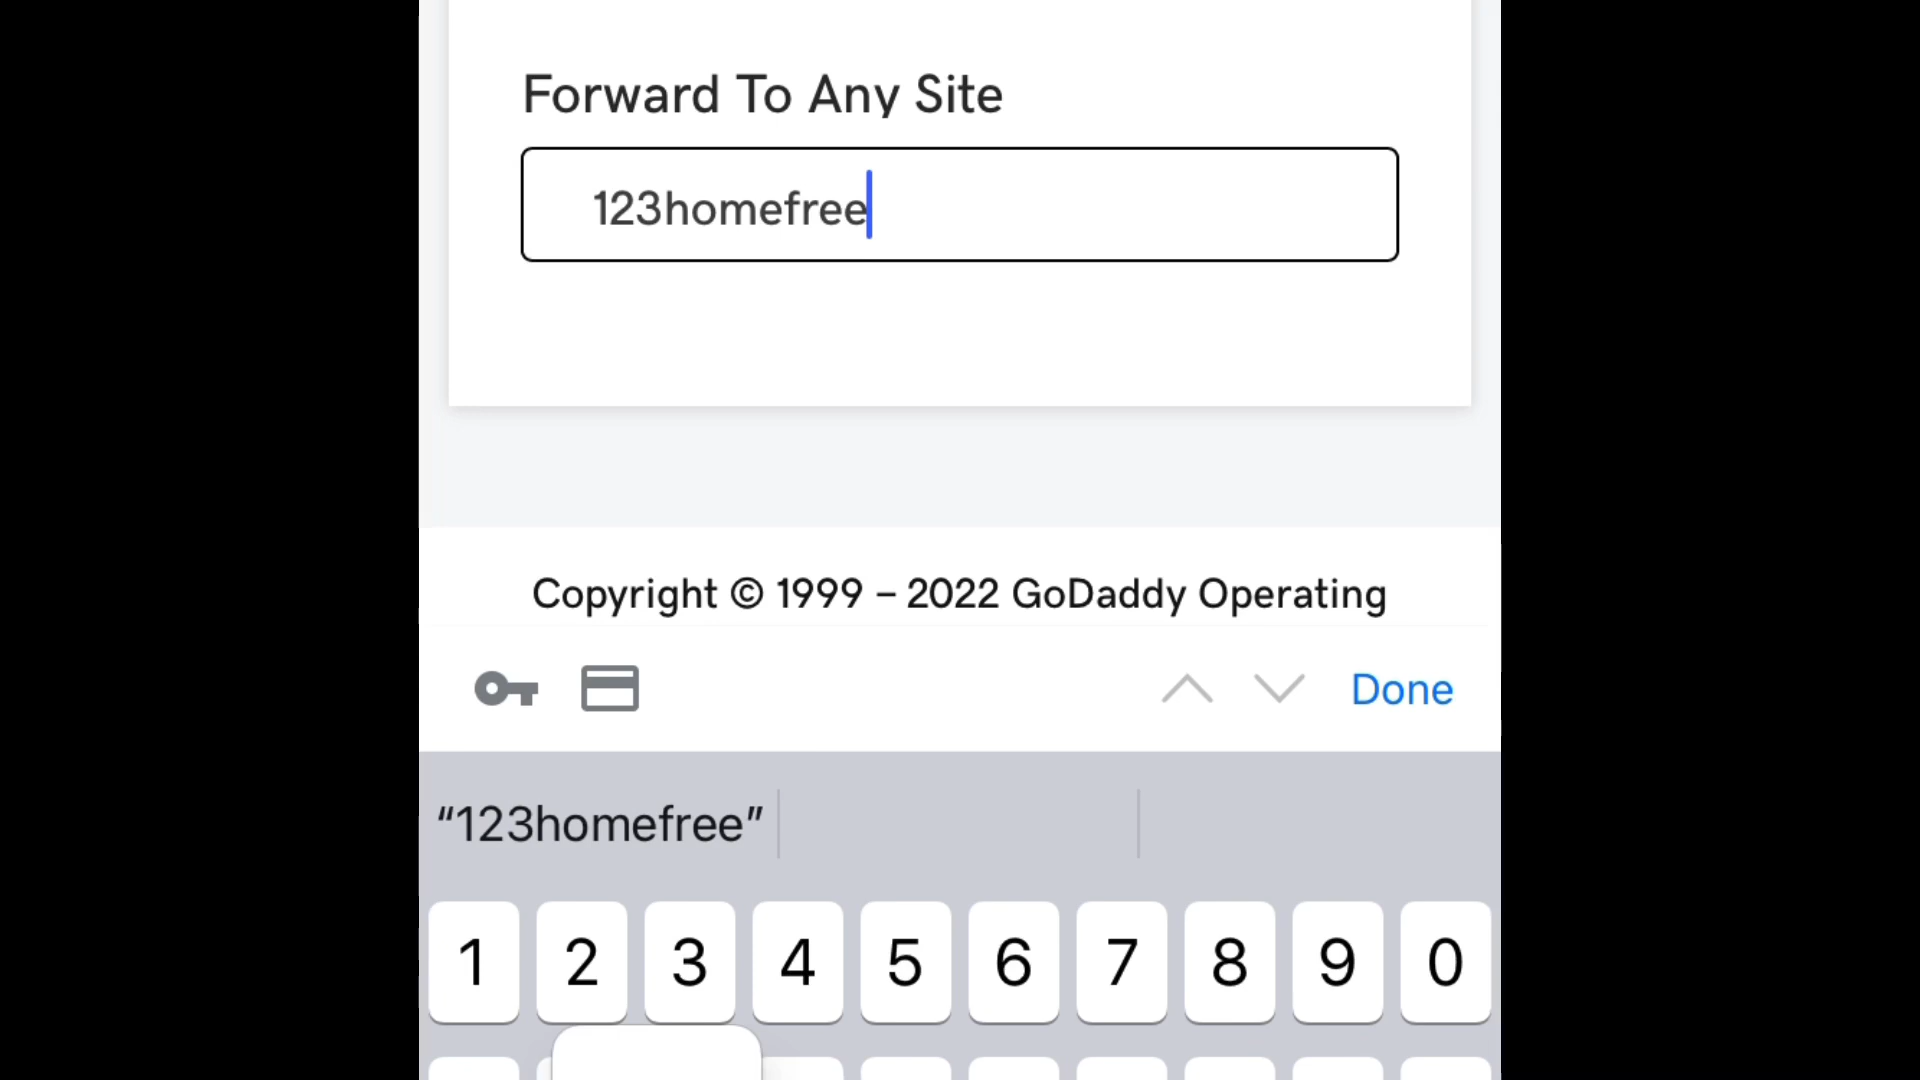 Forward To Any Site
123homefree
Copyright © 1999 – 2022 GoDaddy Operating
Done
“123homefree”
1 2 3 4 5 6 7 8 9 0